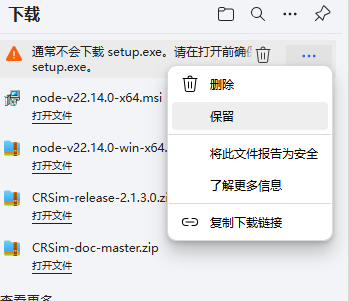 下载
通常不会下载 setup.exe。请在打开前确
setup.exe。
删除
node-v22.14.0-x64.msi
打开文件
保留
node-v22.14.0-win-x64.
打开文件
将此文件报告为安全
CRSim-release-2.1.3.0.zi
打开文件
了解更多信息
复制下载链接
CRSim-doc-master.zip
打开文件
查看更多